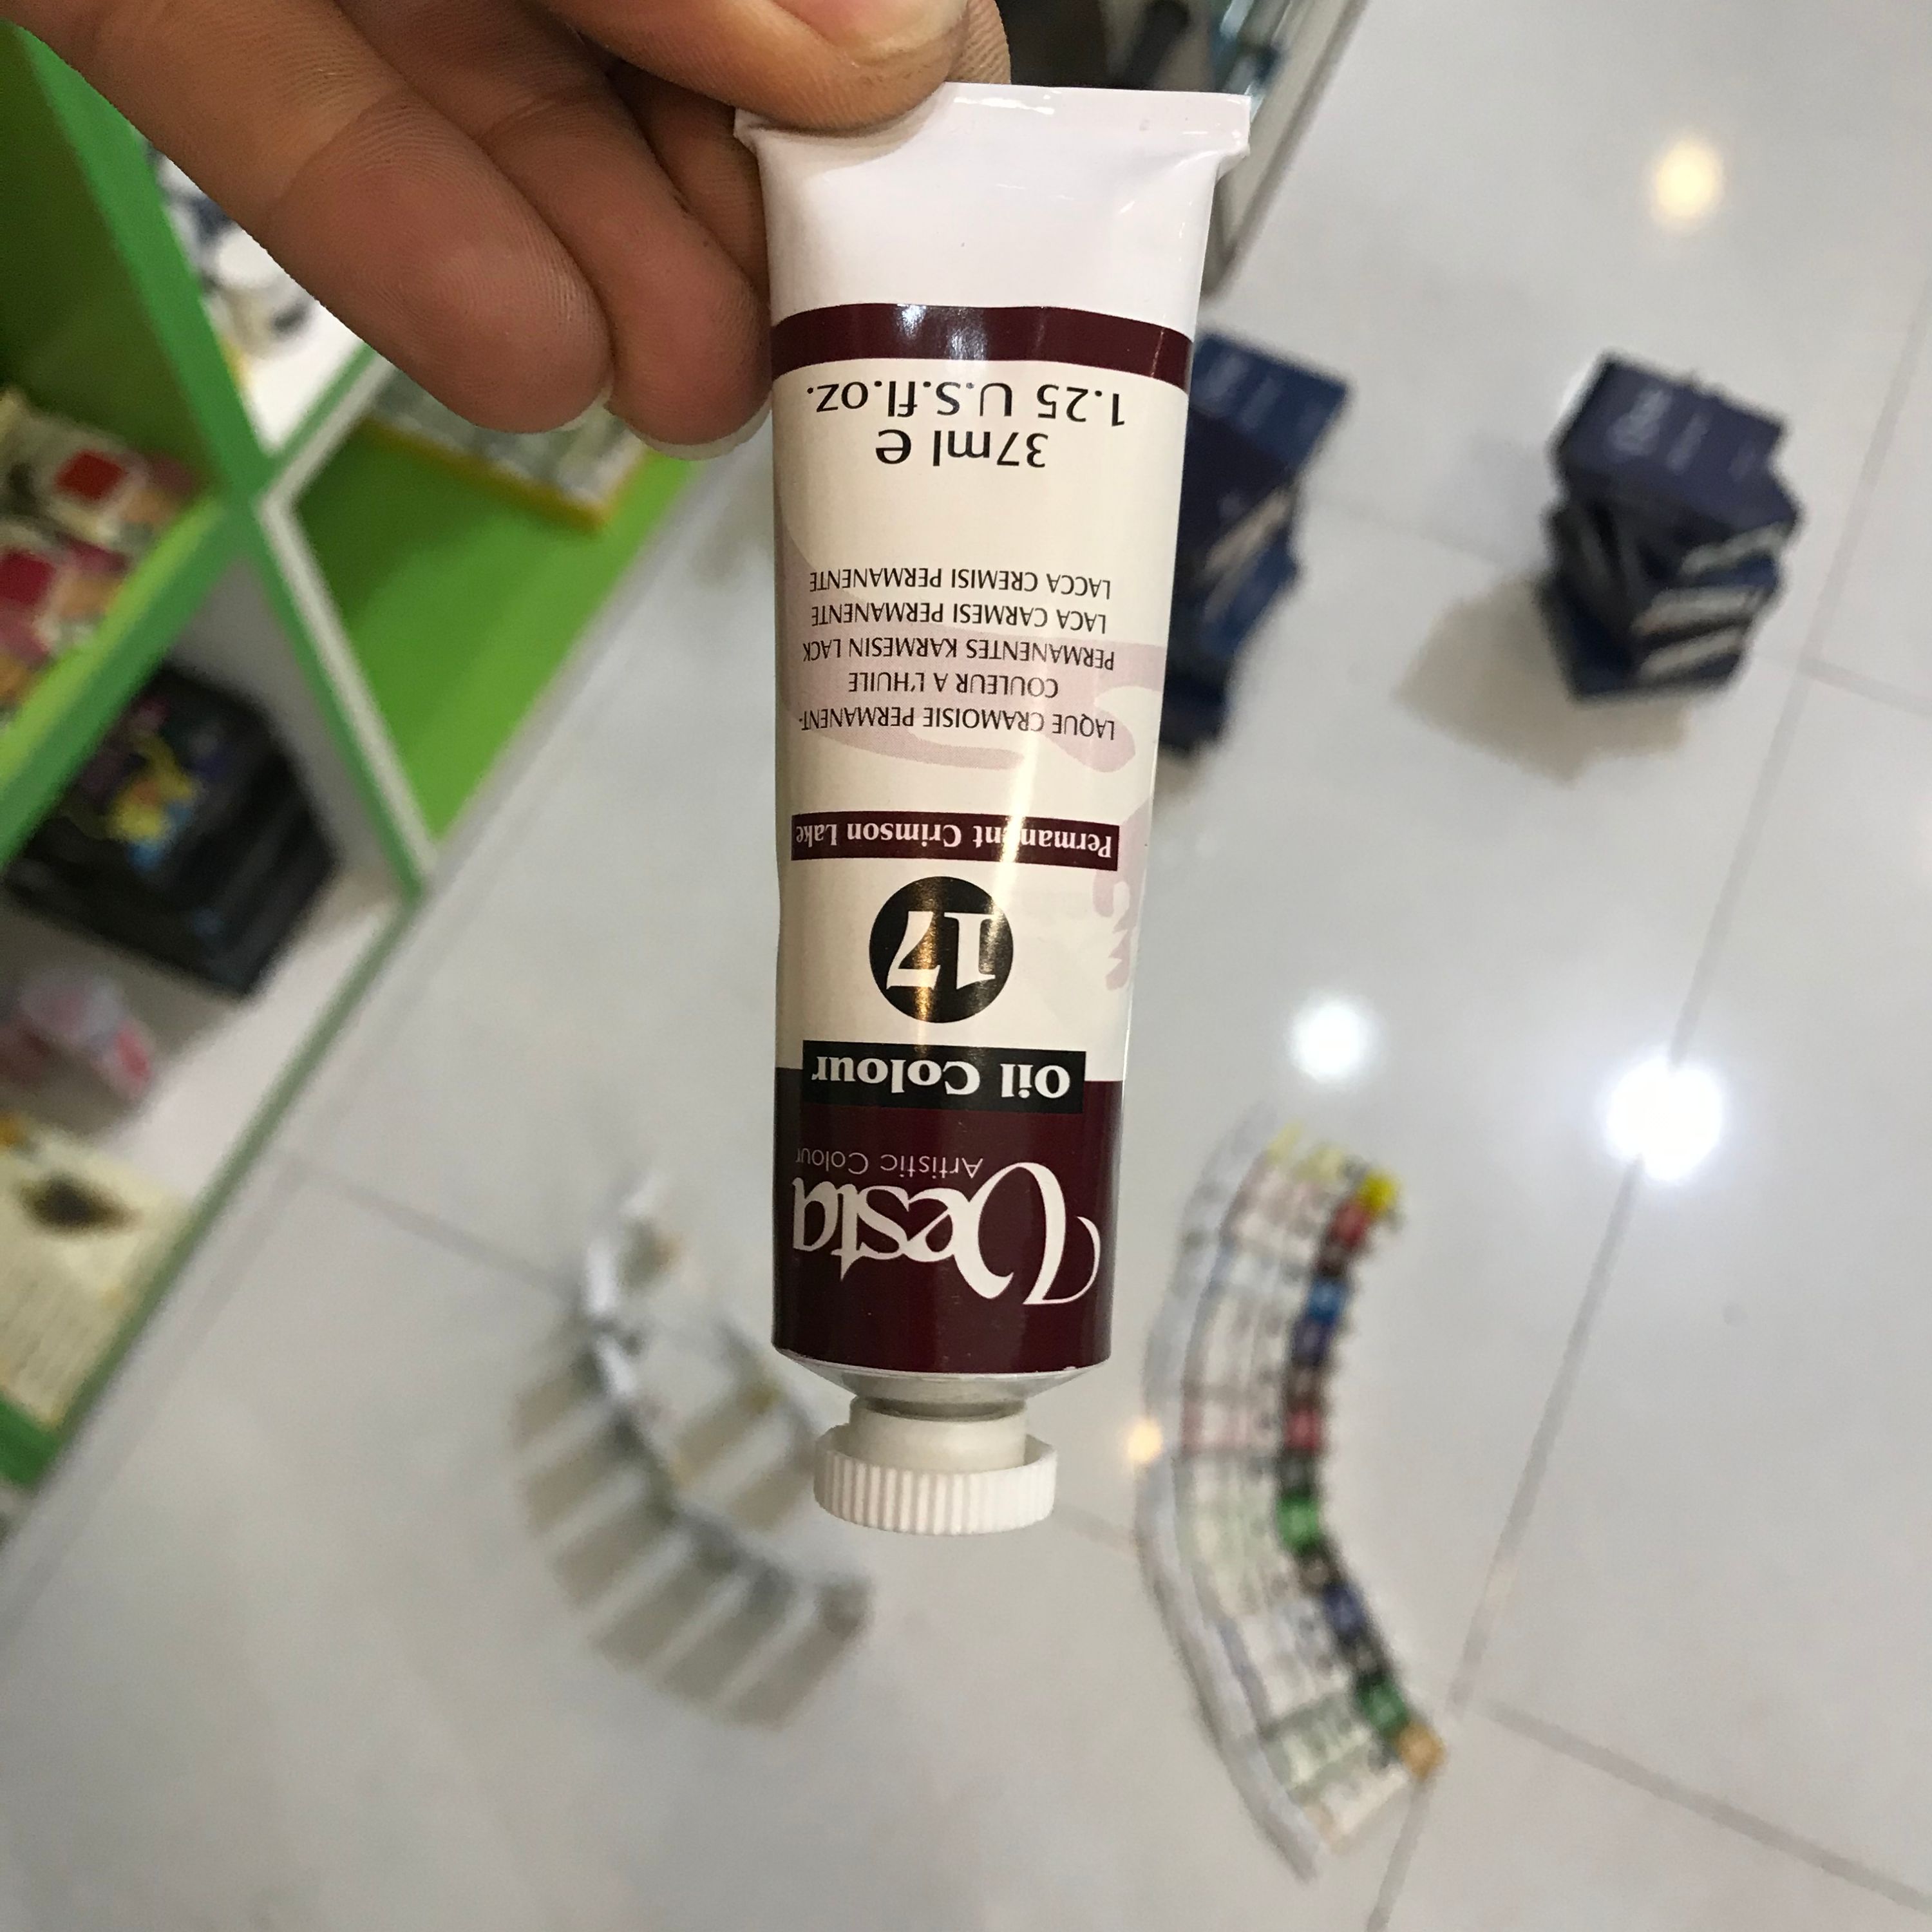 Vesta
Artistic Colour
Oil Colour
17
Permanent Crimson Lake
LAQUE CRAMOISIE PERMANENT-
COULEUR A L'HUILE
PERMANENTES KARMESIN LACK
LACA CARMESI PERMANENTE
LACCA CREMISI PERMANENTE
37ml e
1.25 U.S.fl.oz.